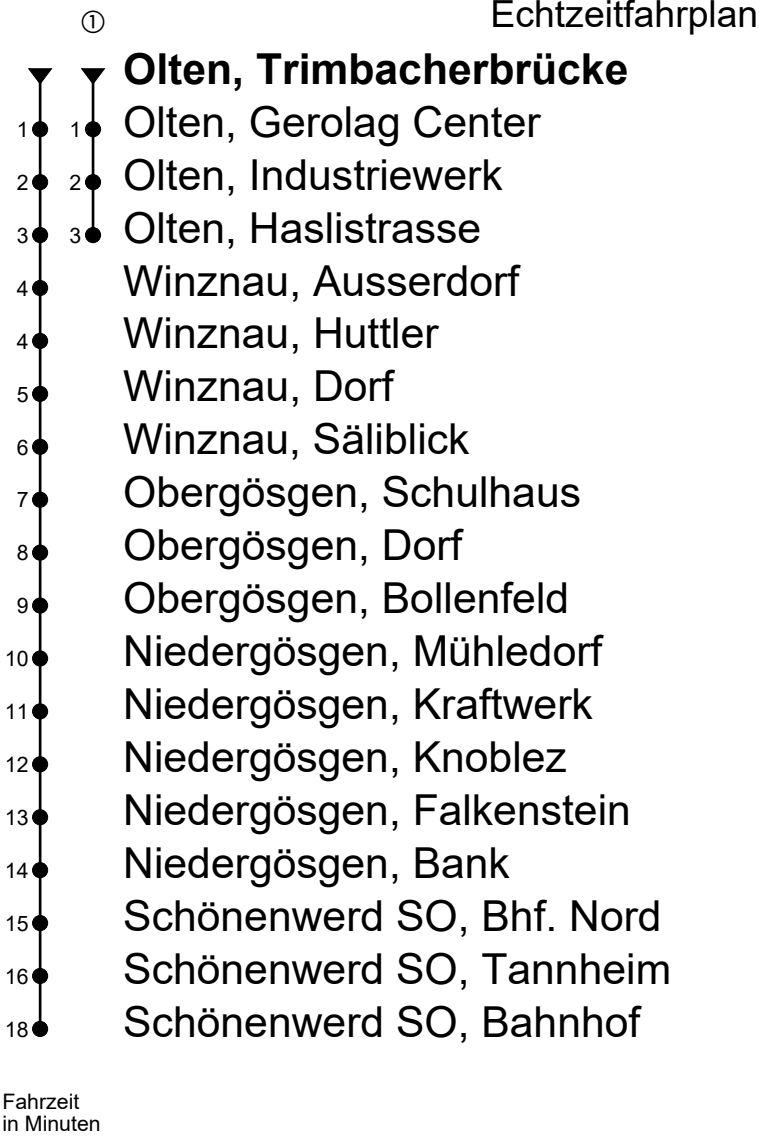 Echtzeitfahrplan
①
Olten, Trimbacherbrücke
1 1 Olten, Gerolag Center
2 2 Olten, Industriewerk
3 3 Olten, Haslistrasse
4 Winznau, Ausserdorf
4 Winznau, Huttler
5 Winznau, Dorf
6 Winznau, Säliblick
7 Obergösgen, Schulhaus
8 Obergösgen, Dorf
9 Obergösgen, Bollenfeld
10 Niedergösgen, Mühledorf
11 Niedergösgen, Kraftwerk
12 Niedergösgen, Knoblez
13 Niedergösgen, Falkenstein
14 Niedergösgen, Bank
15 Schönenwerd SO, Bhf. Nord
16 Schönenwerd SO, Tannheim
18 Schönenwerd SO, Bahnhof
Fahrzeit
in Minuten